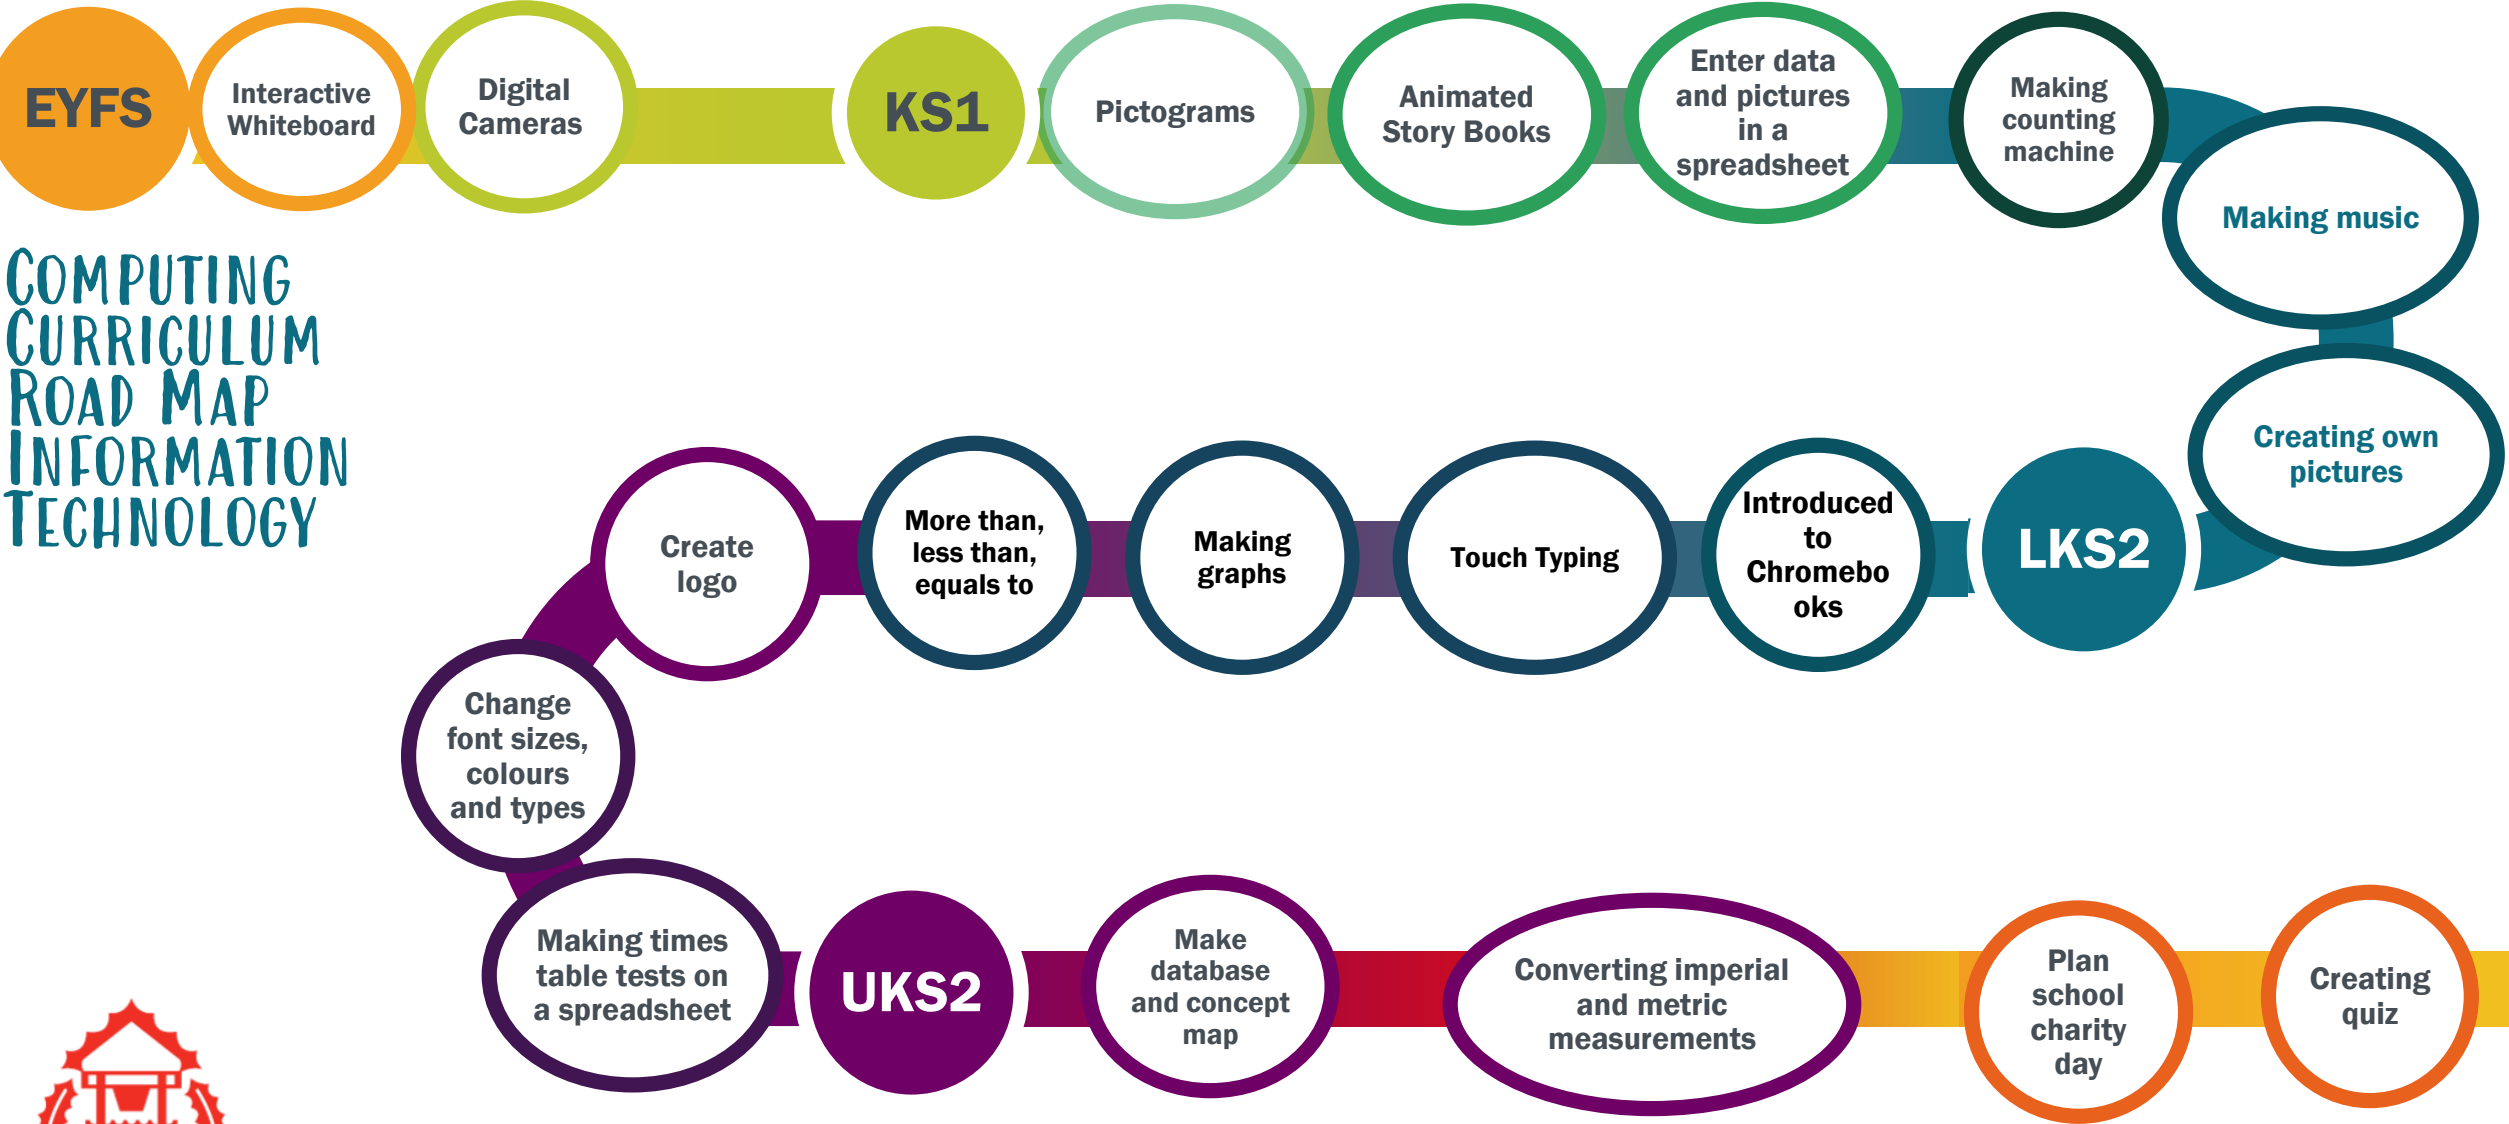 EYFS
Interactive
Whiteboard
Digital
Cameras
KS1
Pictograms
Animated
Story Books
Enter data
and pictures
in a
spreadsheet
Making
counting
machine
Making music
Creating own
pictures
COMPUTING
CURRICULUM
ROAD MAP
INFORMATION
TECHNOLOGY
LKS2
Introduced
to
Chromebo
oks
Touch Typing
Making
graphs
More than,
less than,
equals to
Create
logo
Change
font sizes,
colours
and types
Making times
table tests on
a spreadsheet
UKS2
Make
database
and concept
map
Converting imperial
and metric
measurements
Plan
school
charity
day
Creating
quiz